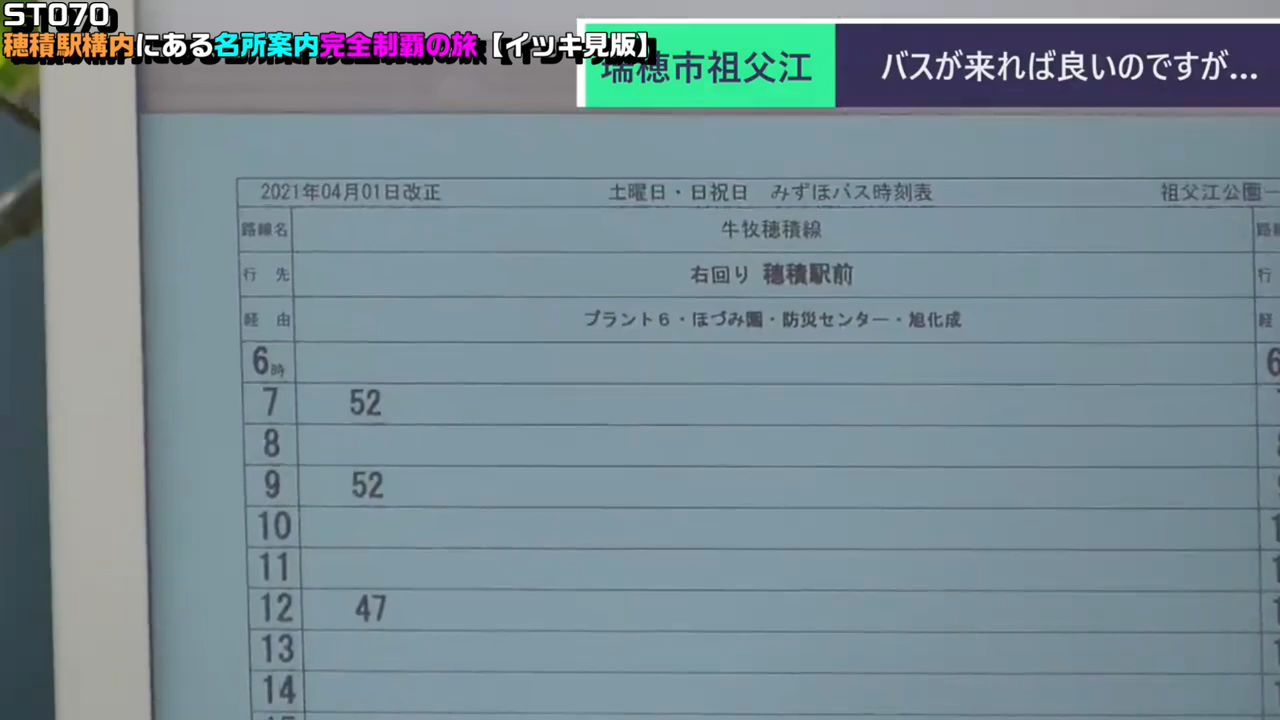 ST070
穂積駅構内にある名所案内完全制覇の旅【イッキ見版】
瑞穂市祖父江 バスが来れば良いのですが...
2021年04月01日改正 土曜日・日祝日 みずほバス時刻表 祖父江公園
路線名 牛牧穂積線
行先 右回り 穂積駅前
経由 プラント6・ほづみ園・防災センター・旭化成
6時
7 52
8
9 52
10
11
12 47
13
14